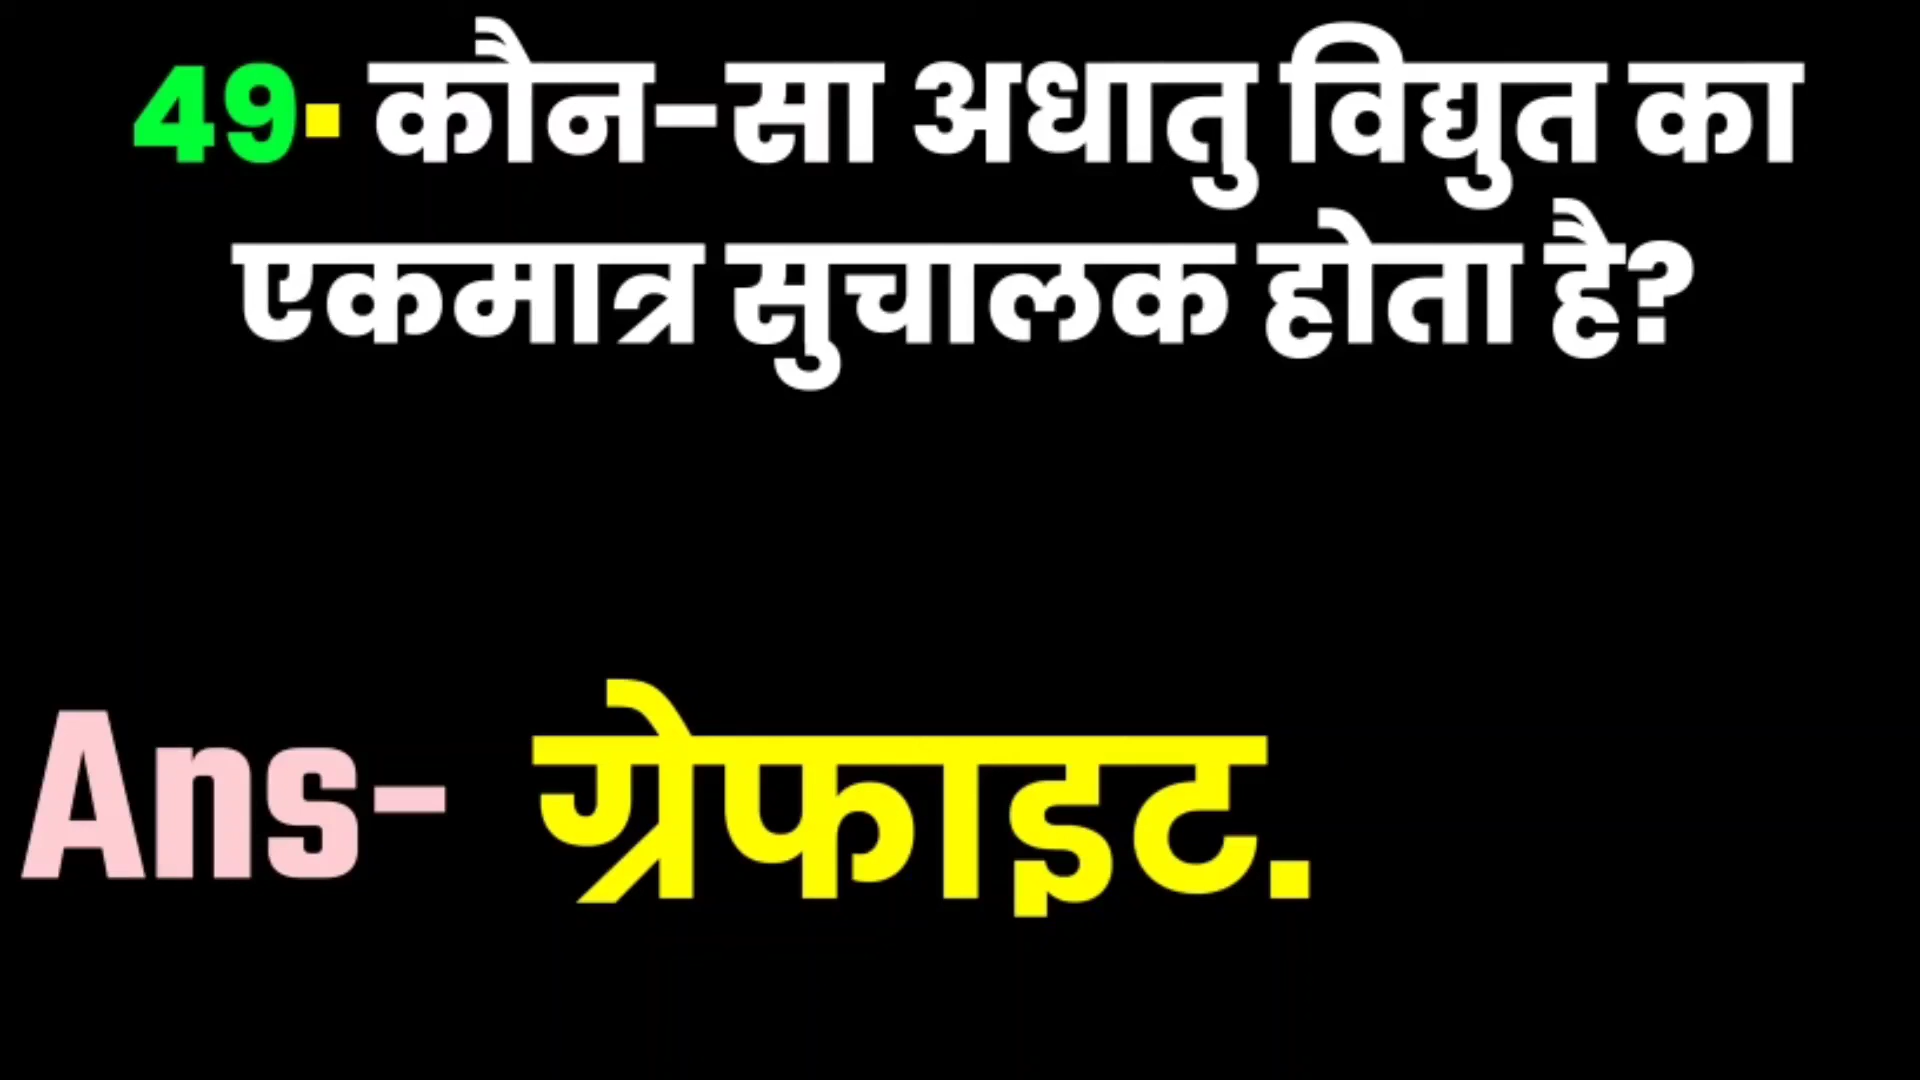 49. कौन-सा अधातु विद्युत का
एकमात्र सुचालक होता है?
Ans- ग्रेफाइट.